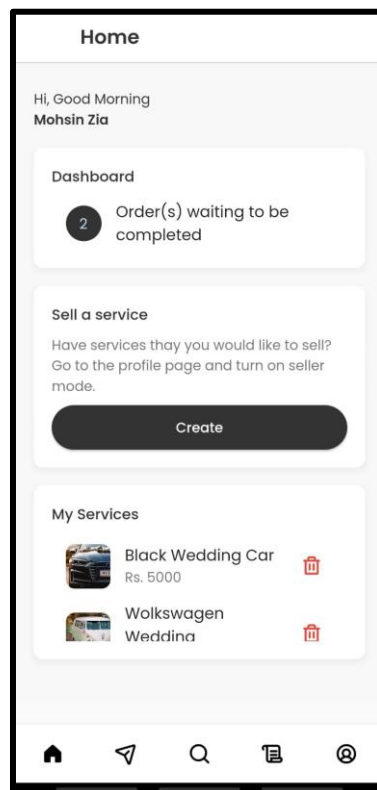 Home
Hi, Good Morning
Mohsin Zia
Dashboard
2
Order(s) waiting to be
completed
Sell a service
Have services thay you would like to sell?
Go to the profile page and turn on seller
mode.
Create
My Services
Black Wedding Car
Rs. 5000
Wolkswagen
Wedding